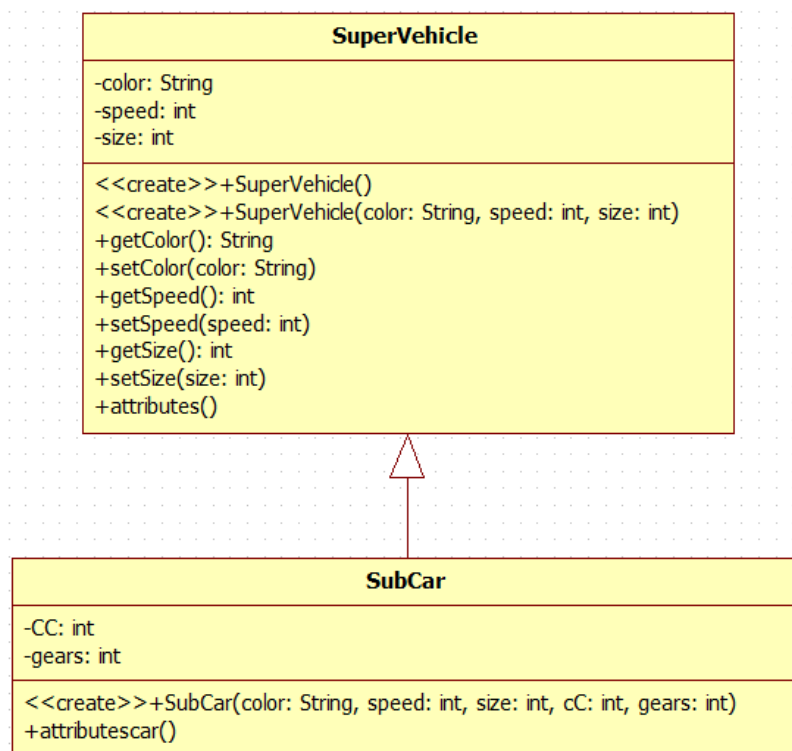 SuperVehicle
-color: String
-speed: int
-size: int
<<create>>+SuperVehicle()
<<create>>+SuperVehicle(color: String, speed: int, size: int)
+getColor(): String
+setColor(color: String)
+getSpeed(): int
+setSpeed(speed: int)
+getSize(): int
+setSize(size: int)
+attributes()
SubCar
-CC: int
-gears: int
<<create>>+SubCar(color: String, speed: int, size: int, cC: int, gears: int)
+attributescar()